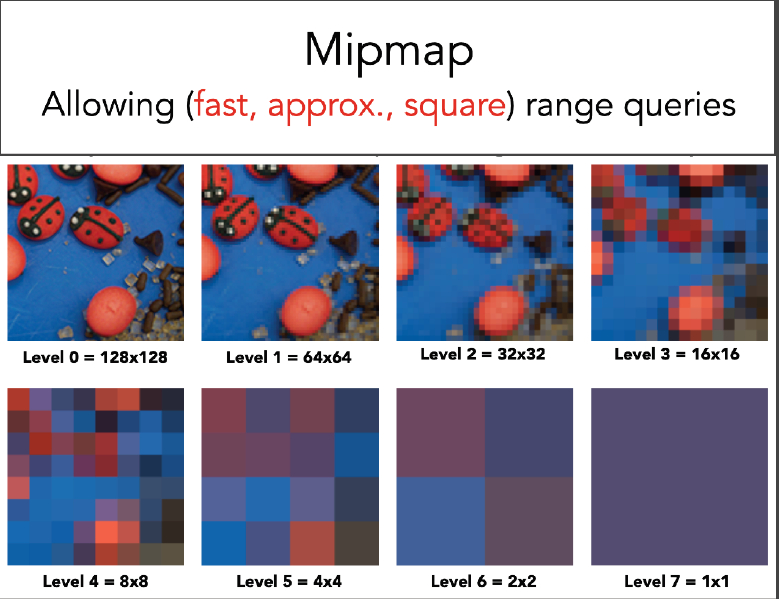 Mipmap
Allowing (fast, approx., square) range queries
Level 0 = 128x128
Level 1 = 64x64
Level 2 = 32x32
Level 3 = 16x16
Level 4 = 8x8
Level 5 = 4x4
Level 6 = 2x2
Level 7 = 1x1